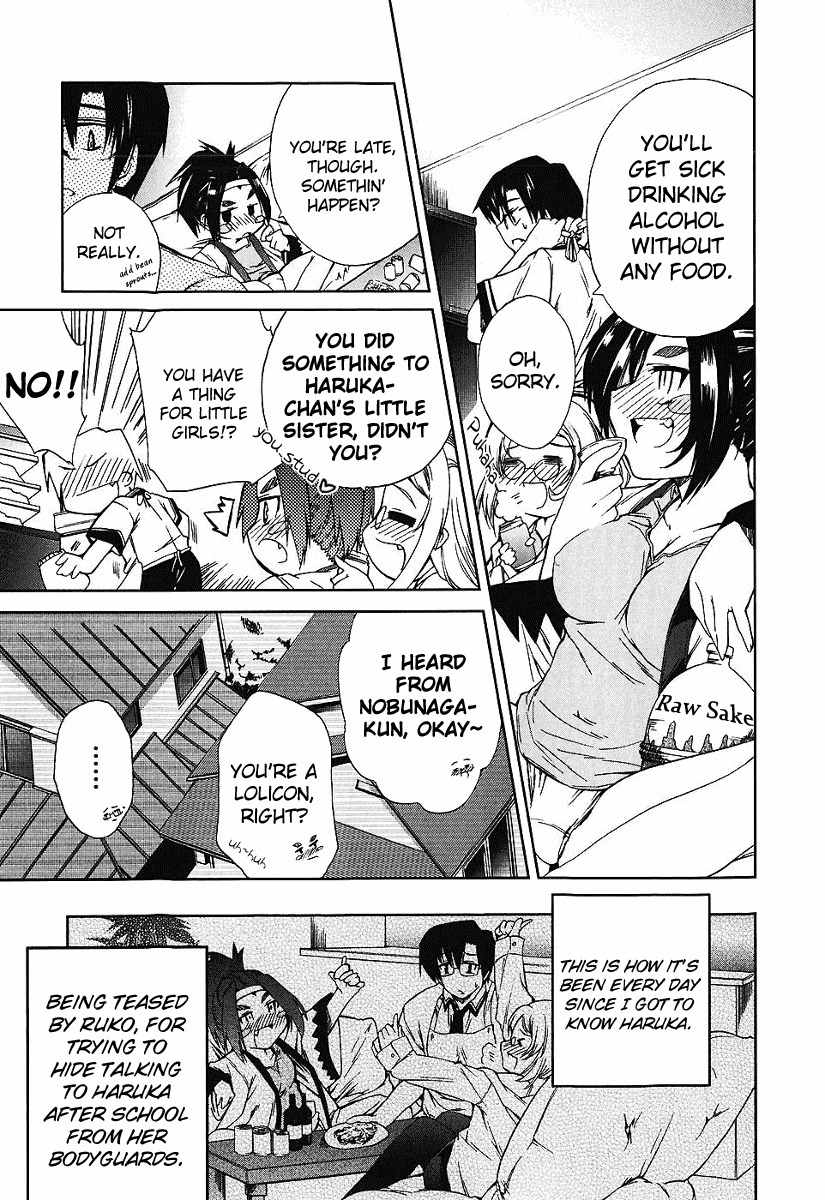 YOU'LL
GET SICK
DRINKING
ALCOHOL
WITHOUT
ANY FOOD.
OH,
SORRY.
Raw Sake
YOU'RE LATE,
THOUGH.
SOMETHIN'
HAPPEN?
NOT
REALLY.
add bean
sprouts...
YOU DID
SOMETHING TO
HARUKA-
CHAN'S LITTLE
SISTER, DIDN'T
YOU?
you stud
YOU HAVE
A THING
FOR LITTLE
GIRLS!?
NO!!
I HEARD
FROM
NOBUNAGA-
KUN, OKAY~
YOU'RE A
LOLICON,
RIGHT?
uh~huh
......
THIS IS HOW IT'S
BEEN EVERY DAY
SINCE I GOT TO
KNOW HARUKA.
BEING TEASED
BY RUKO, FOR
TRYING TO
HIDE TALKING
TO HARUKA
AFTER SCHOOL
FROM HER
BODYGUARDS.